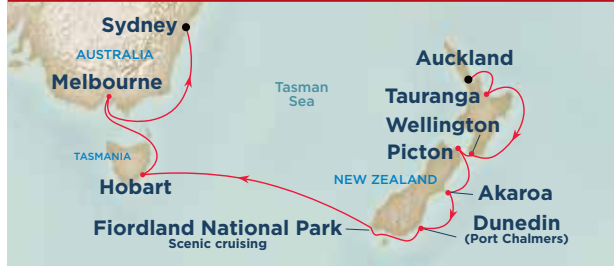 Sydney
AUSTRALIA
Melbourne
Tasman
Sea
Auckland
Tauranga
Wellington
Picton
TASMANIA
Hobart
NEW ZEALAND
Akaroa
Fiordland National Park
Scenic cruising
Dunedin
(Port Chalmers)